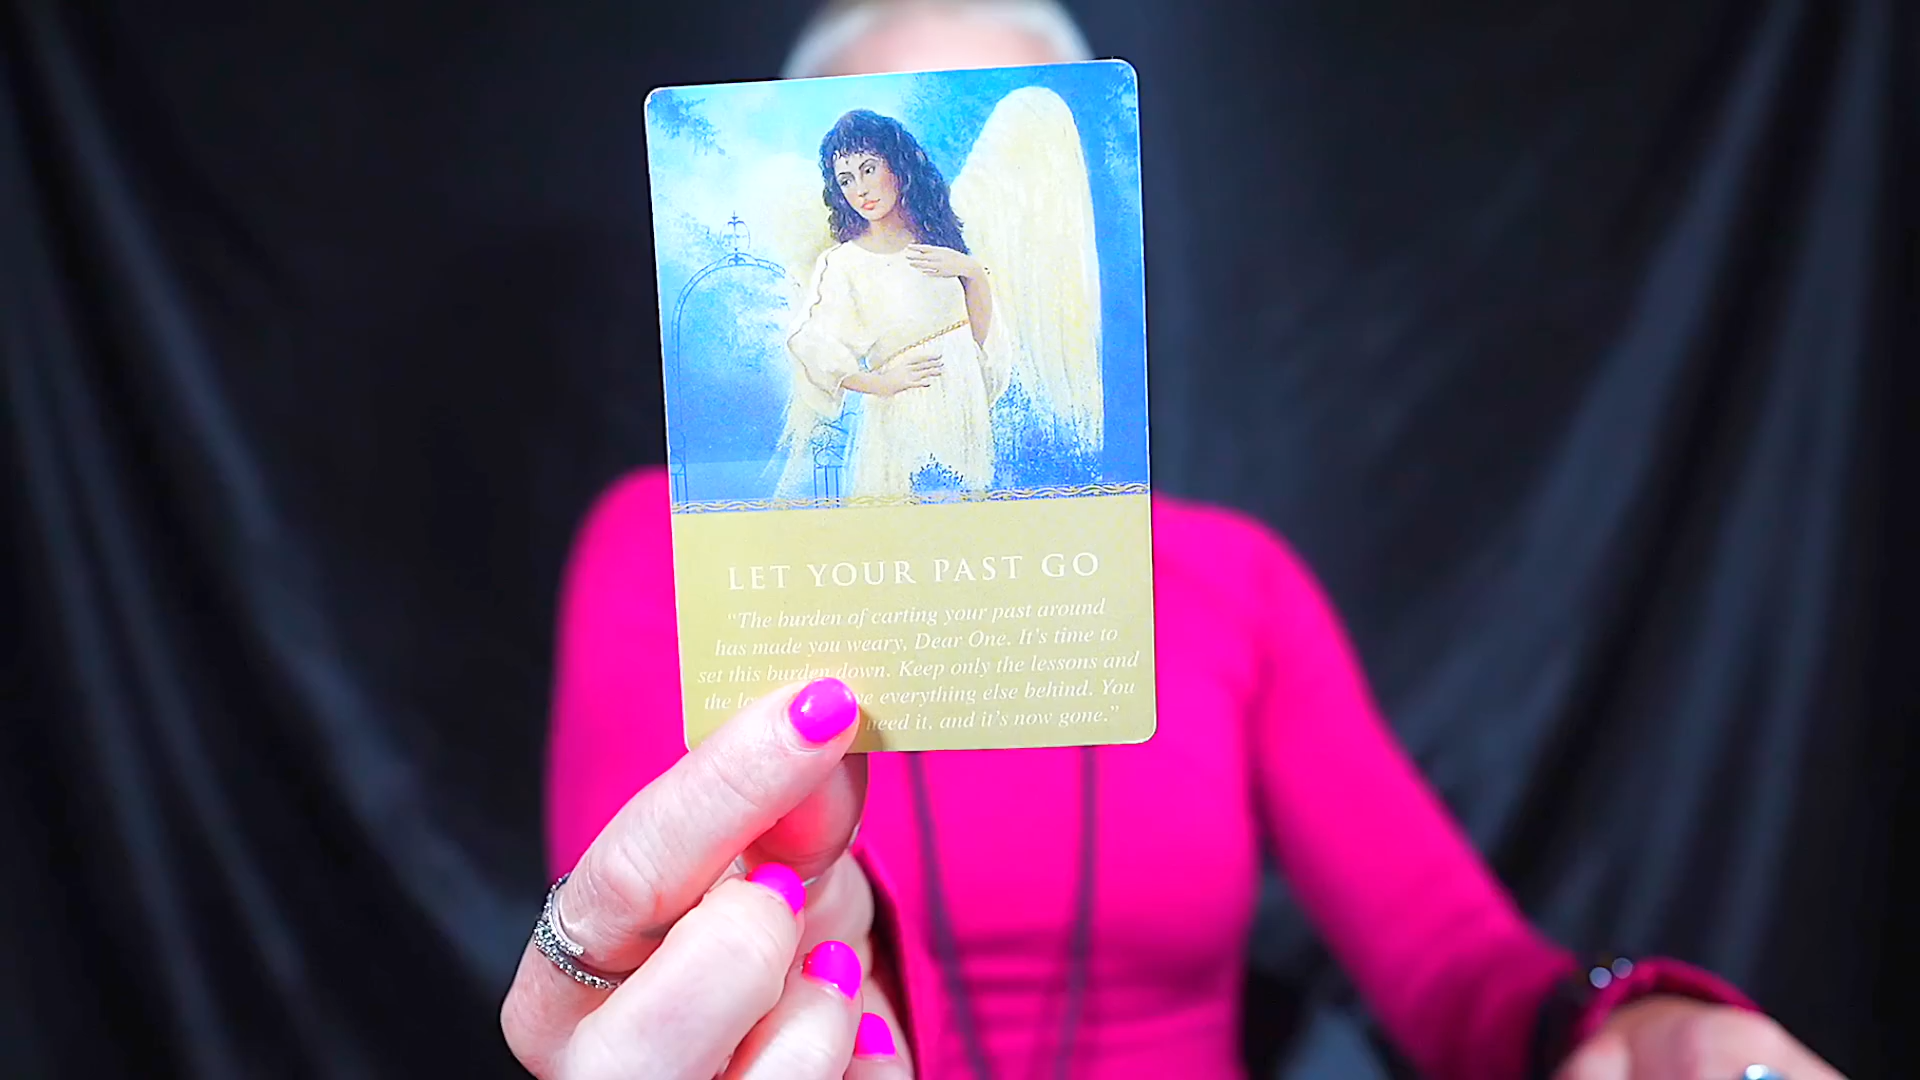 LET YOUR PAST GO
"The burden of carting your past around
has made you weary, Dear One. It's time to
set this burden down. Keep only the lessons and
the everything else behind. You
need it, and it's now gone."